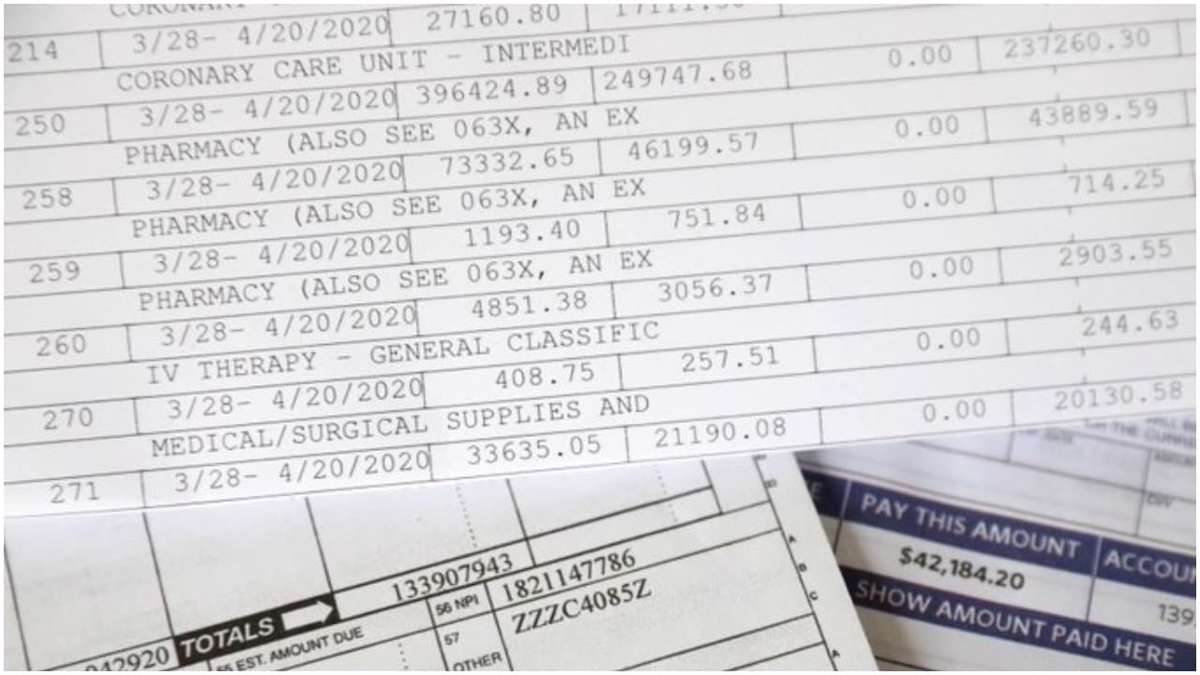 214 3/28- 4/20/2020 27160.80
CORONARY CARE UNIT - INTERMEDI
250 3/28- 4/20/2020 396424.89 249747.68 0.00 237260.30
PHARMACY (ALSO SEE 063X, AN EX
258 3/28- 4/20/2020 73332.65 46199.57 0.00 43889.59
PHARMACY (ALSO SEE 063X, AN EX
259 3/28- 4/20/2020 1193.40 751.84 0.00 714.25
PHARMACY (ALSO SEE 063X, AN EX
260 3/28- 4/20/2020 4851.38 3056.37 0.00 2903.55
IV THERAPY - GENERAL CLASSIFIC
270 3/28- 4/20/2020 408.75 257.51 0.00 244.63
MEDICAL/SURGICAL SUPPLIES AND
271 3/28- 4/20/2020 33635.05 21190.08 0.00 20130.58
133907943
042920 TOTALS
55 EST. AMOUNT DUE
56 NPI 1821147786
57 ZZZC4085Z
OTHER
A
B
C
A
PAY THIS AMOUNT ACCOU
$42,184.20 139
SHOW AMOUNT PAID HERE